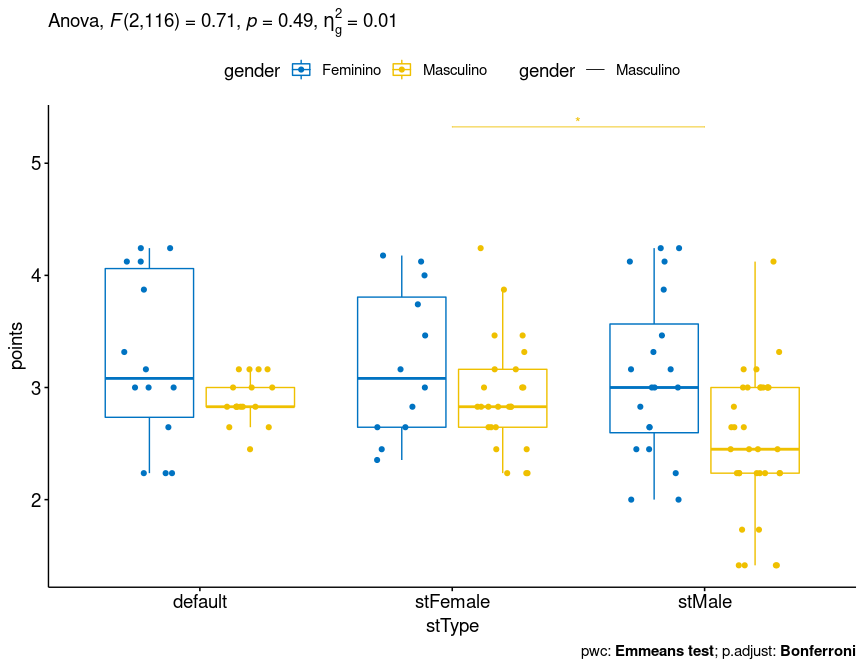 Anova, F(2,116) = 0.71, p = 0.49, η²g = 0.01
gender Feminino Masculino gender Masculino
*
5
4
3
2
points
default stFemale stMale
stType
pwc: Emmeans test; p.adjust: Bonferroni